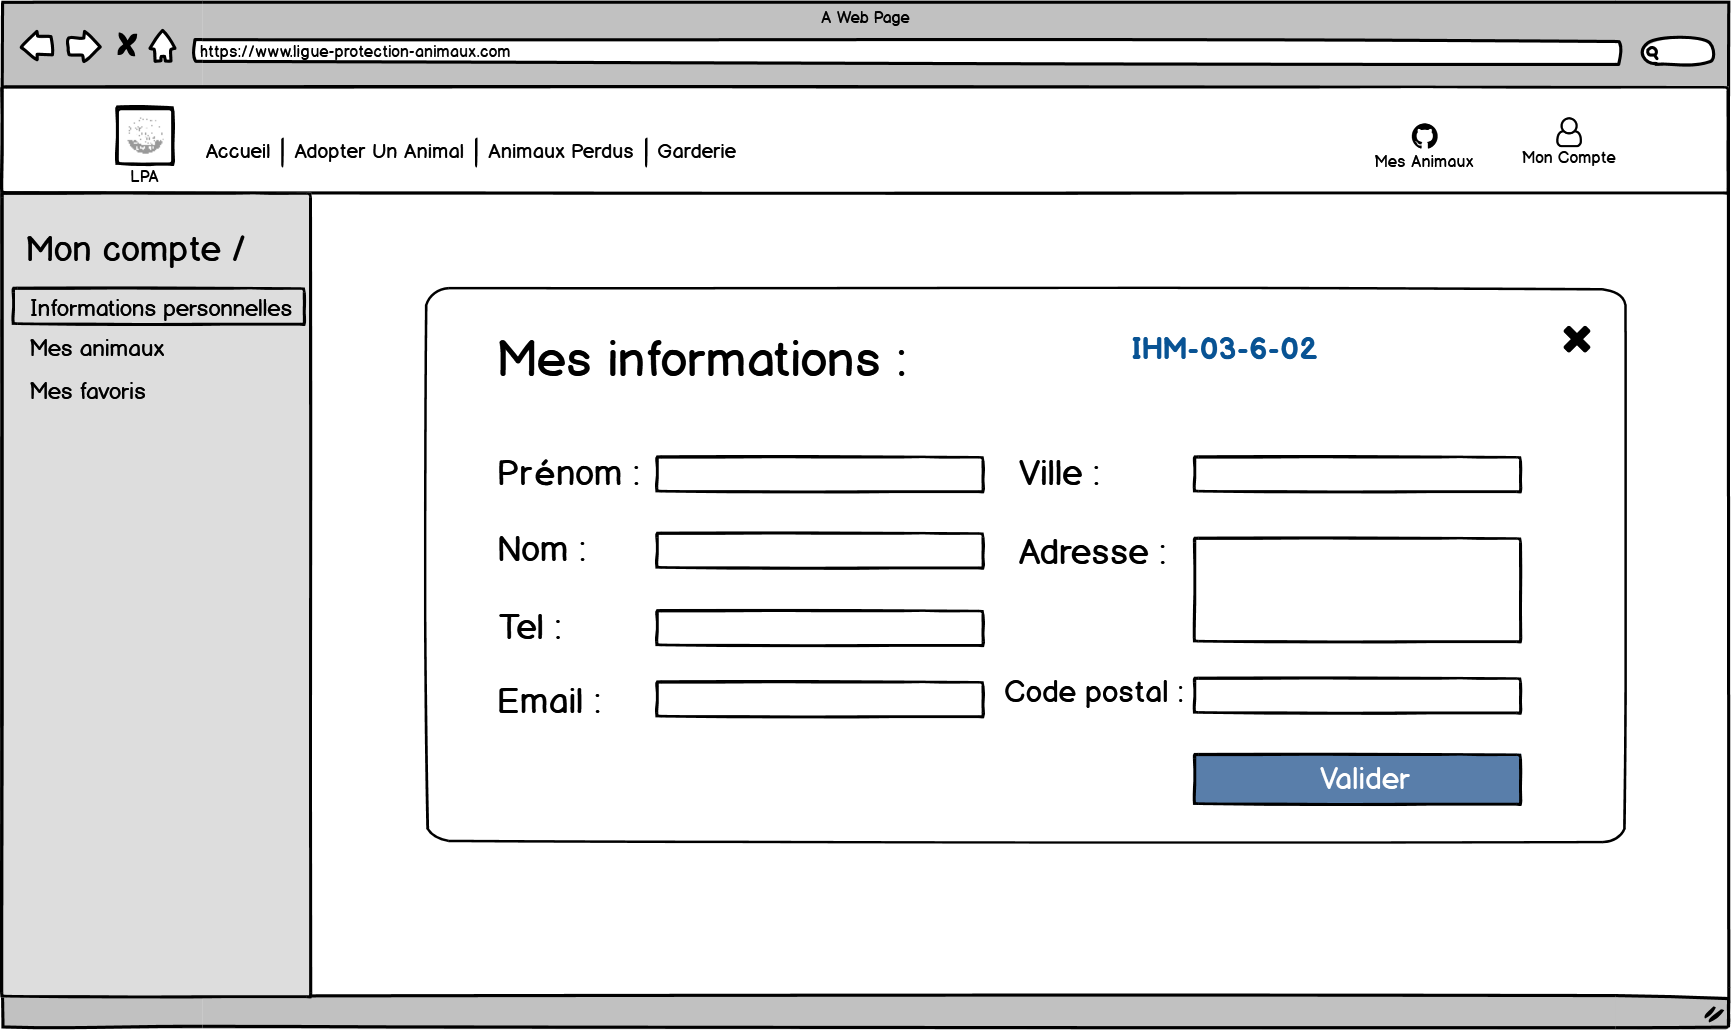 A Web Page
https://www.ligue-protection-animaux.com
LPA
Accueil | Adopter Un Animal | Animaux Perdus | Garderie
Mes Animaux
Mon Compte
Mon compte /
Informations personnelles
Mes animaux
Mes favoris
Mes informations :
IHM-03-6-02
Prénom :
Nom :
Tel :
Email :
Ville :
Adresse :
Code postal :
Valider